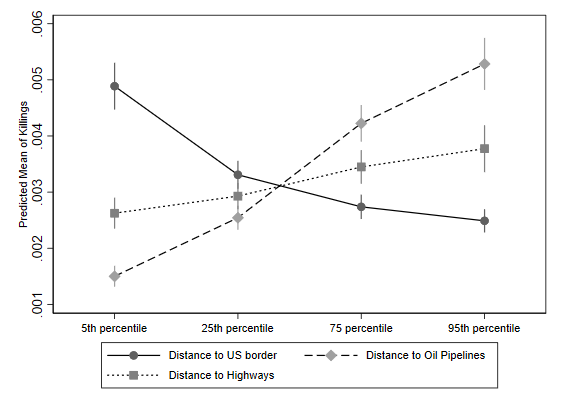 Predicted Mean of Killings
.006
.005
.004
.003
.002
.001
5th percentile
25th percentile
75 percentile
95th percentile
Distance to US border
Distance to Oil Pipelines
Distance to Highways